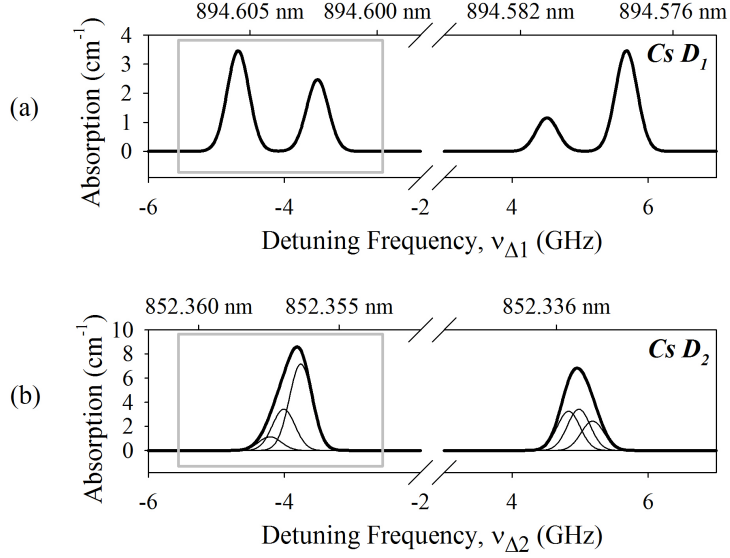 894.605 nm 894.600 nm 894.582 nm 894.576 nm
(a)
Absorption (cm⁻¹)
4
3
2
1
0
Cs D₁
-6 -4 -2 4 6
Detuning Frequency, ν_Δ1 (GHz)
852.360 nm 852.355 nm 852.336 nm
(b)
Absorption (cm⁻¹)
10
8
6
4
2
0
Cs D₂
-6 -4 -2 4 6
Detuning Frequency, ν_Δ2 (GHz)